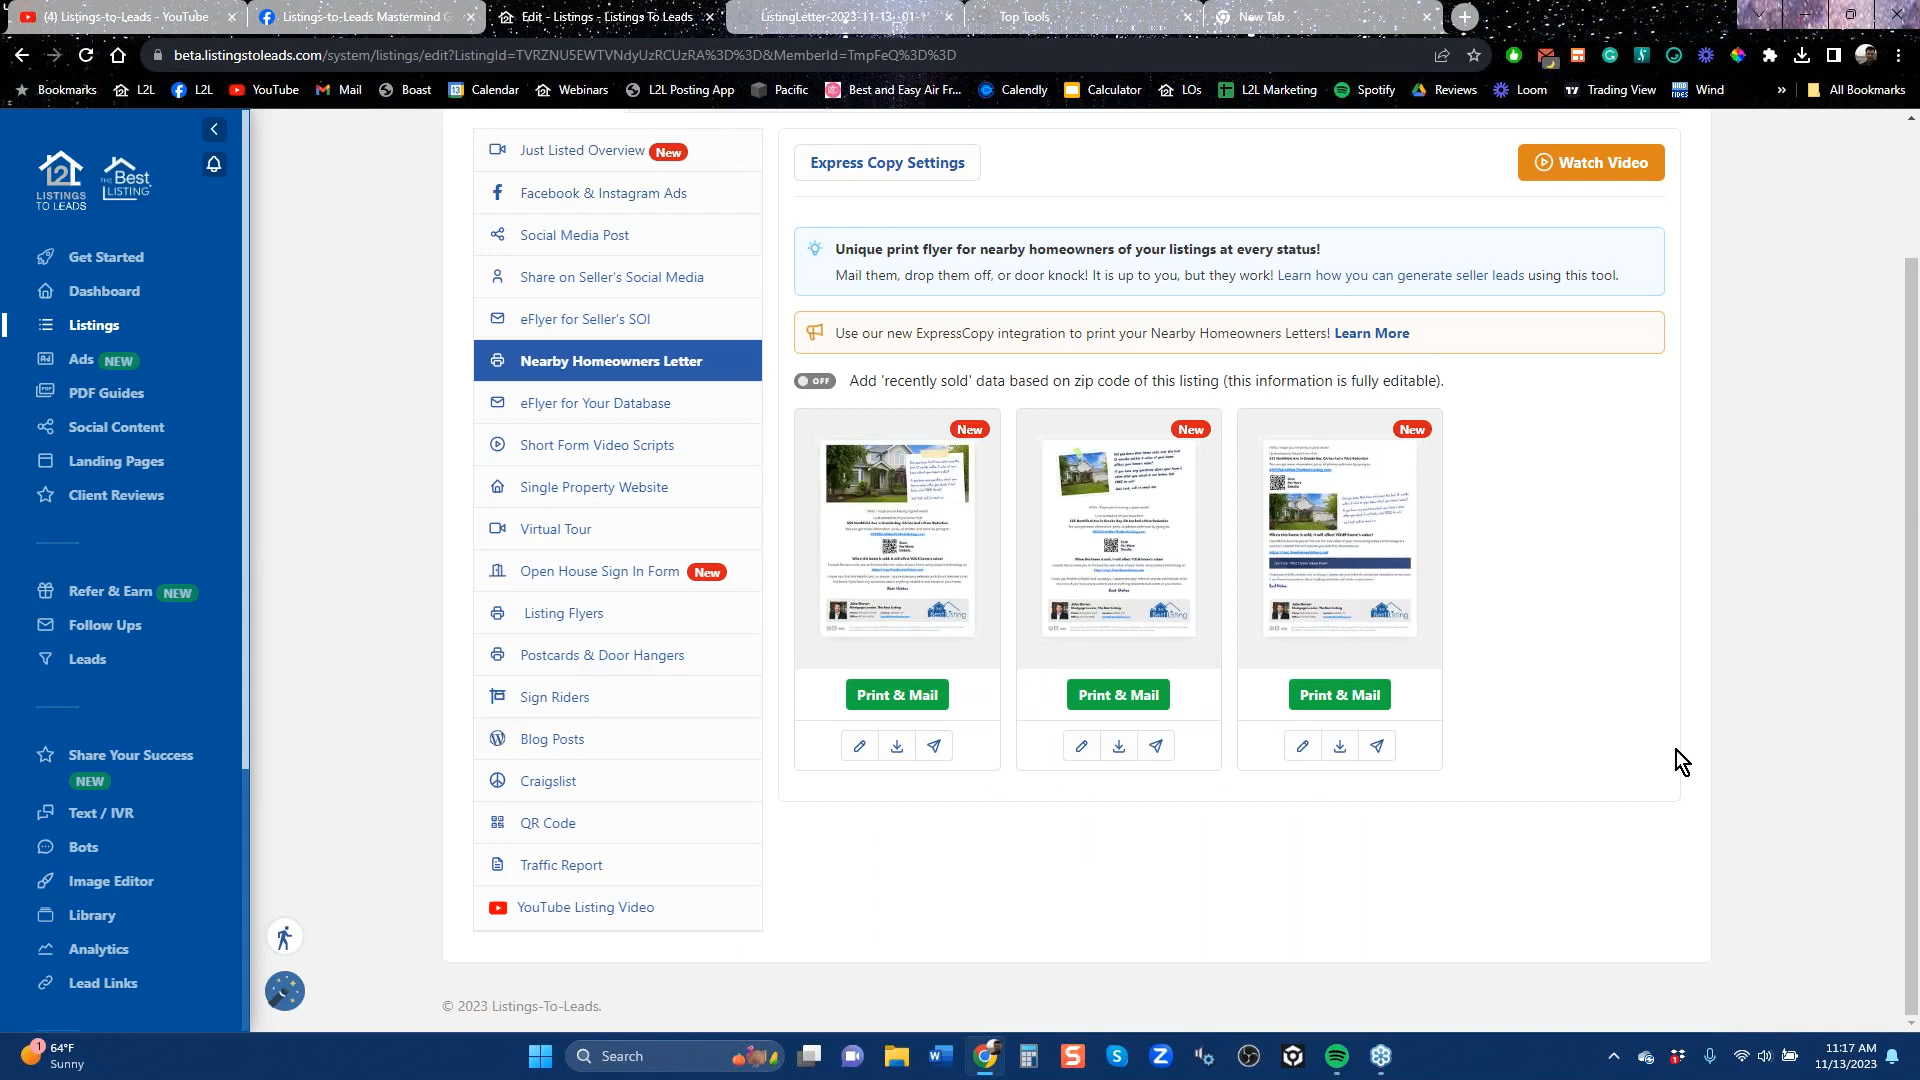 (4) Listings-to-Leads - YouTube
Listings-to-Leads Mastermind G
Edit - Listings - Listings To Leads
ListingLetter-2023-11-13_-01-1
Top Tools
New Tab
beta.listingstoleads.com/system/listings/edit?ListingId=TVRZNU5EWTVNdyUzRCUzRA%3D%3D&MemberId=TmpFeQ%3D%3D
Bookmarks
L2L
L2L
YouTube
Mail
Boast
Calendar
Webinars
L2L Posting App
Pacific
Best and Easy Air Fr...
Calendly
Calculator
LOs
L2L Marketing
Spotify
Reviews
Loom
Trading View
Wind
»
All Bookmarks
L2L
LISTINGS
TO LEADS
THE Best
LISTING
Get Started
Dashboard
Listings
Ads NEW
PDF Guides
Social Content
Landing Pages
Client Reviews
Refer & Earn NEW
Follow Ups
Leads
Share Your Success
NEW
Text / IVR
Bots
Image Editor
Library
Analytics
Lead Links
Just Listed Overview New
Facebook & Instagram Ads
Social Media Post
Share on Seller's Social Media
eFlyer for Seller's SOI
Nearby Homeowners Letter
eFlyer for Your Database
Short Form Video Scripts
Single Property Website
Virtual Tour
Open House Sign In Form New
Listing Flyers
Postcards & Door Hangers
Sign Riders
Blog Posts
Craigslist
QR Code
Traffic Report
YouTube Listing Video
Express Copy Settings
Watch Video
Unique print flyer for nearby homeowners of your listings at every status!
Mail them, drop them off, or door knock! It is up to you, but they work! Learn how you can generate seller leads using this tool.
Use our new ExpressCopy integration to print your Nearby Homeowners Letters! Learn More
OFF Add 'recently sold' data based on zip code of this listing (this information is fully editable).
New
New
New
Print & Mail
Print & Mail
Print & Mail
© 2023 Listings-To-Leads.
1
64°F
Sunny
Search
11:17 AM
11/13/2023